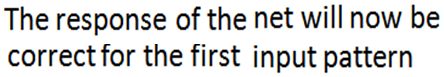 The response of the net will now be
correct for the first input pattern